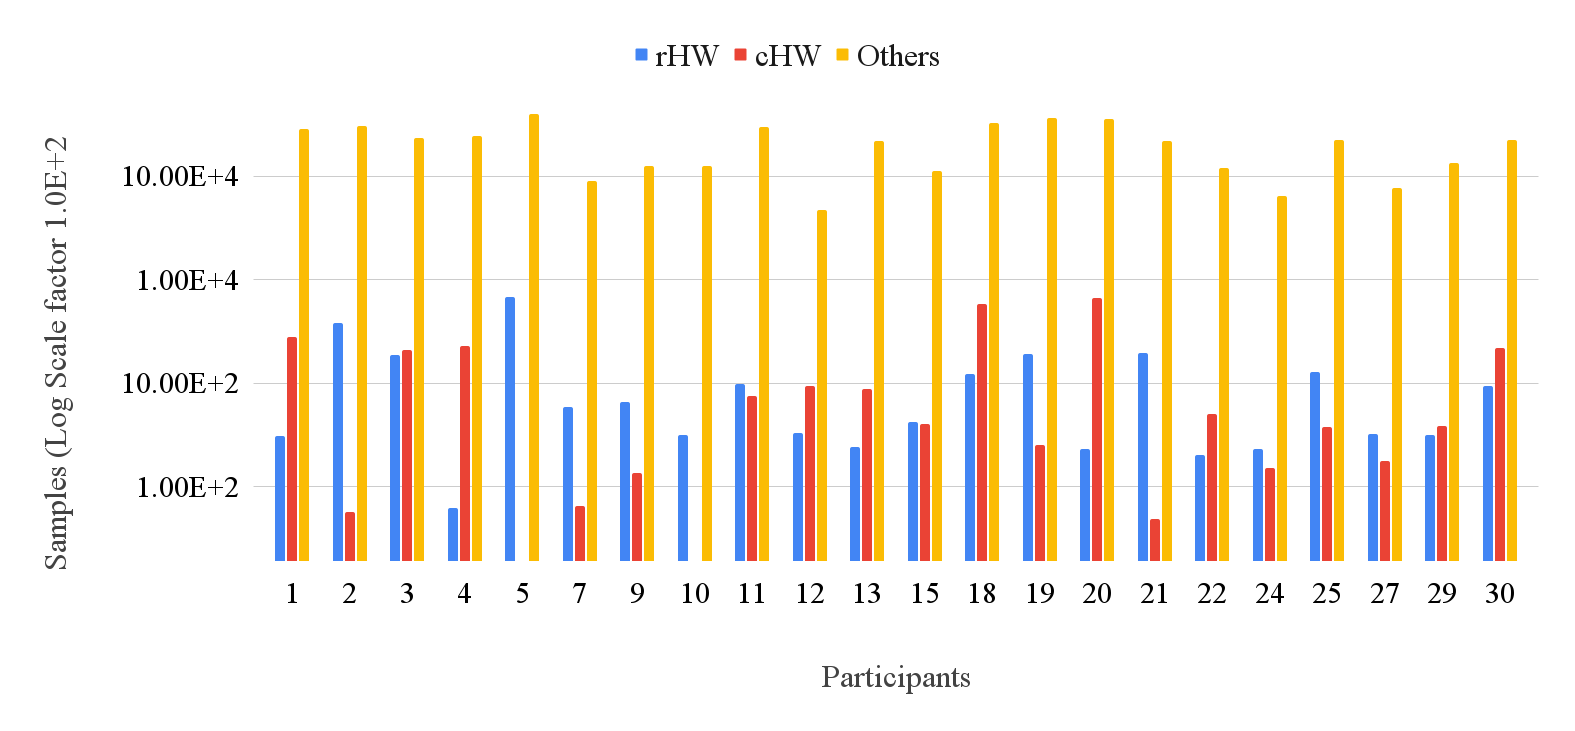 rHW cHW Others
Samples (Log Scale factor 1.0E+2
10.00E+4
1.00E+4
10.00E+2
1.00E+2
1 2 3 4 5 7 9 10 11 12 13 15 18 19 20 21 22 24 25 27 29 30
Participants